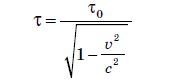 τ = τ₀ / √(1 − v²/c²)